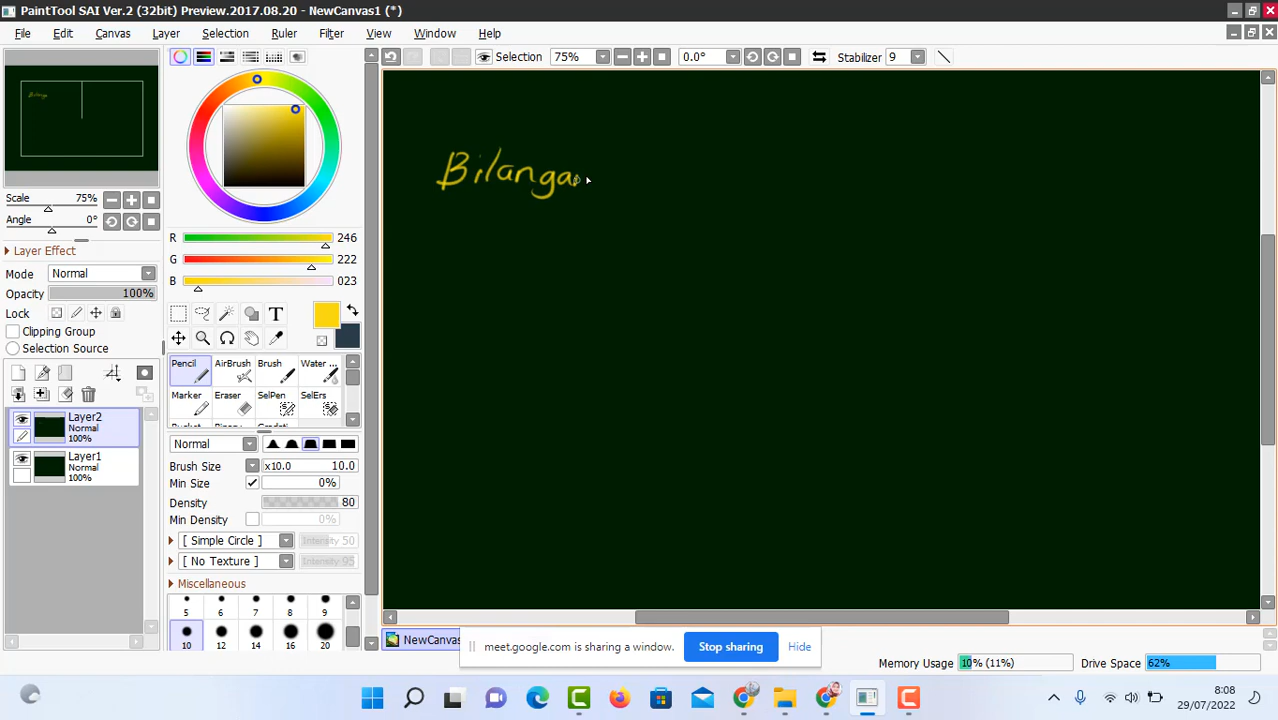 PaintTool SAI Ver.2 (32bit) Preview.2017.08.20 - NewCanvas1 (*)
File Edit Canvas Layer Selection Ruler Filter View Window Help
Selection 75% 0.0° Stabilizer 9
Bilanga
Scale 75%
Angle 0°
Layer Effect
Mode Normal
Opacity 100%
Lock
Clipping Group
Selection Source
Layer2
Normal
100%
Layer1
Normal
100%
R 246
G 222
B 023
T
Pencil AirBrush Brush Water ...
Marker Eraser SelPen SelErs
Normal
Brush Size x10.0 10.0
Min Size 0%
Density 80
Min Density 0%
[ Simple Circle ] Intensity 50
[ No Texture ] Intensity 95
Miscellaneous
5 6 7 8 9
10 12 14 16 20
NewCanvas
meet.google.com is sharing a window. Stop sharing Hide
Memory Usage 10% (11%) Drive Space 62%
8:08
29/07/2022